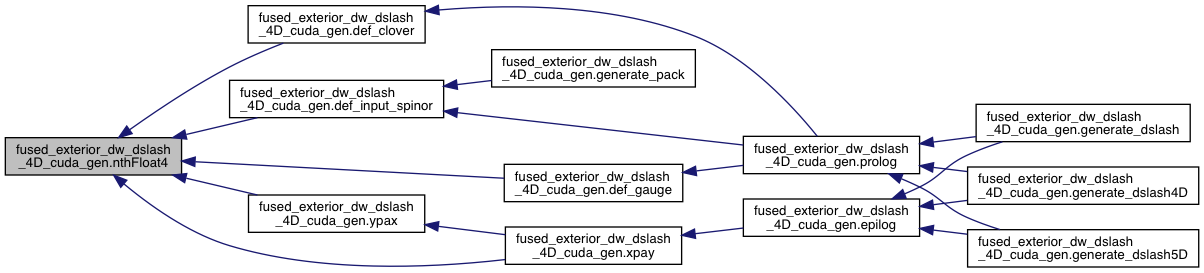 fused_exterior_dw_dslash
_4D_cuda_gen.nthFloat4
fused_exterior_dw_dslash
_4D_cuda_gen.def_clover
fused_exterior_dw_dslash
_4D_cuda_gen.def_input_spinor
fused_exterior_dw_dslash
_4D_cuda_gen.def_gauge
fused_exterior_dw_dslash
_4D_cuda_gen.ypax
fused_exterior_dw_dslash
_4D_cuda_gen.generate_pack
fused_exterior_dw_dslash
_4D_cuda_gen.xpay
fused_exterior_dw_dslash
_4D_cuda_gen.prolog
fused_exterior_dw_dslash
_4D_cuda_gen.epilog
fused_exterior_dw_dslash
_4D_cuda_gen.generate_dslash
fused_exterior_dw_dslash
_4D_cuda_gen.generate_dslash4D
fused_exterior_dw_dslash
_4D_cuda_gen.generate_dslash5D